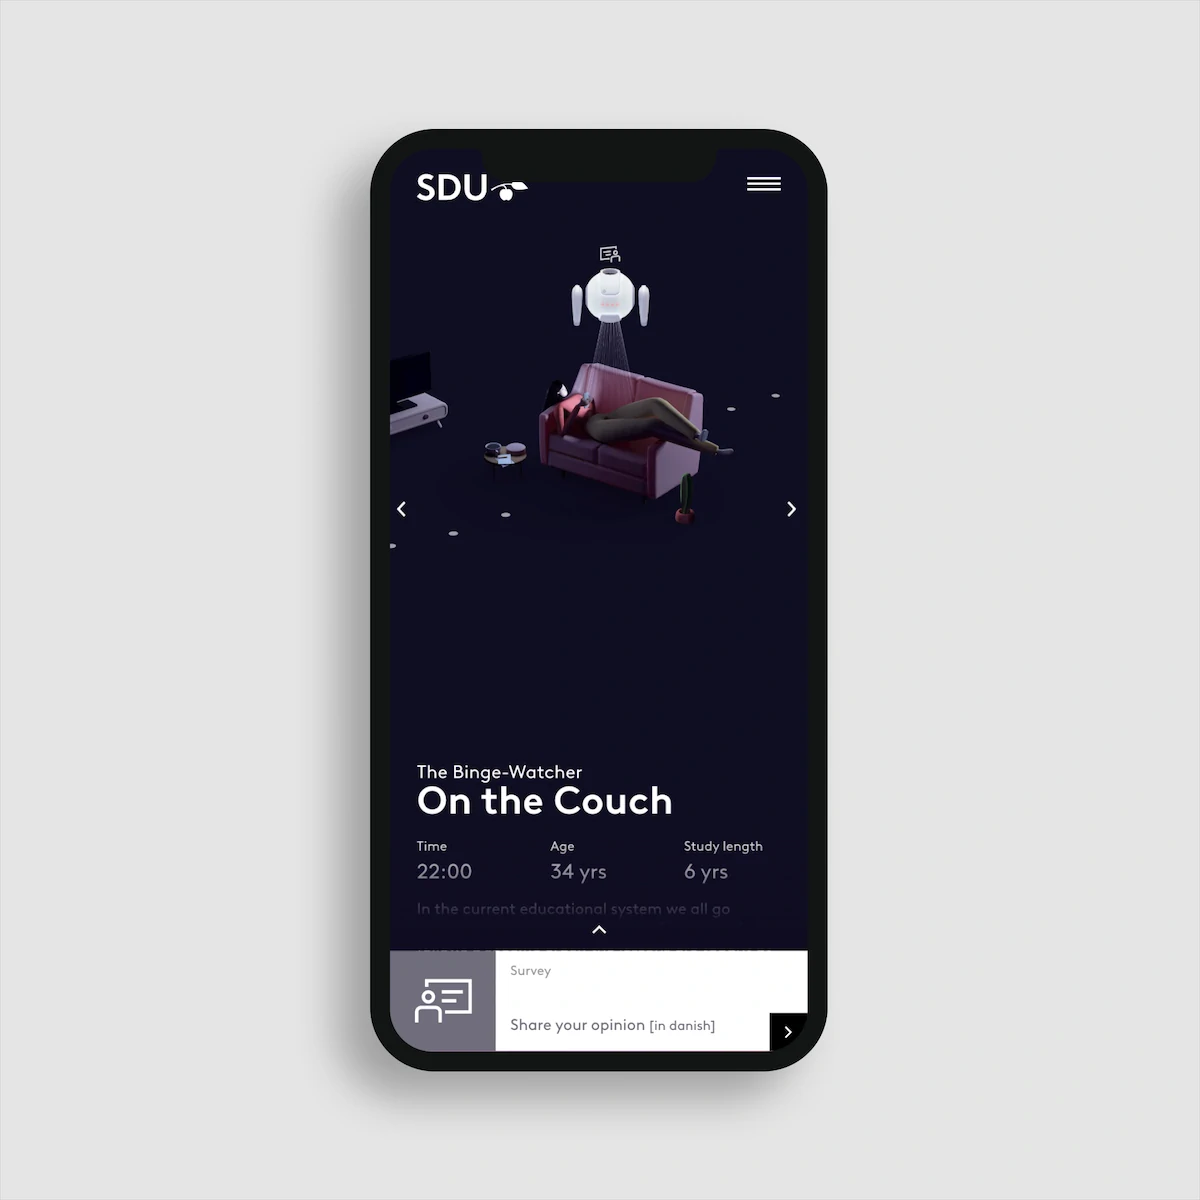 SDU
The Binge-Watcher
On the Couch
Time Age Study length
22:00 34 yrs 6 yrs
In the current educational system we all go
Survey
Share your opinion [in danish]